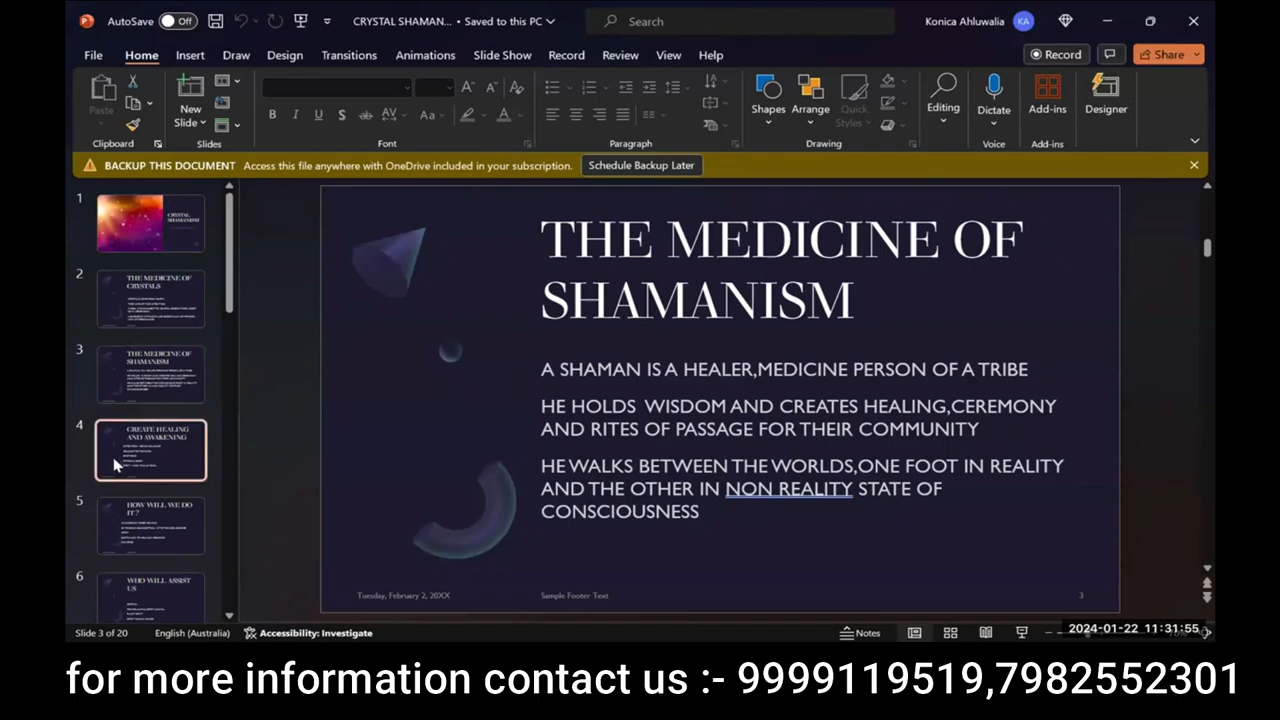 AutoSave Off CRYSTAL SHAMAN... • Saved to this PC Search Konica Ahluwalia KA
File Home Insert Draw Design Transitions Animations Slide Show Record Review View Help Record Share
Paste New Slide Shapes Arrange Quick Styles Editing Dictate Add-ins Designer
B I U S ab AV Aa A
Clipboard Slides Font Paragraph Drawing Voice Add-ins
BACKUP THIS DOCUMENT Access this file anywhere with OneDrive included in your subscription. Schedule Backup Later
1
CRYSTAL
SHAMANISM
2
THE MEDICINE OF
CRYSTALS
3
THE MEDICINE OF
SHAMANISM
4
CREATE HEALING
AND AWAKENING
5
HOW WILL WE DO
IT?
6
WHO WILL ASSIST
US
THE MEDICINE OF
SHAMANISM
A SHAMAN IS A HEALER,MEDICINE PERSON OF A TRIBE
HE HOLDS WISDOM AND CREATES HEALING,CEREMONY
AND RITES OF PASSAGE FOR THEIR COMMUNITY
HE WALKS BETWEEN THE WORLDS,ONE FOOT IN REALITY
AND THE OTHER IN NON REALITY STATE OF
CONSCIOUSNESS
Tuesday, February 2, 20XX Sample Footer Text 3
Slide 3 of 20 English (Australia) Accessibility: Investigate Notes 2024-01-22 11:31:55
for more information contact us :- 9999119519,7982552301